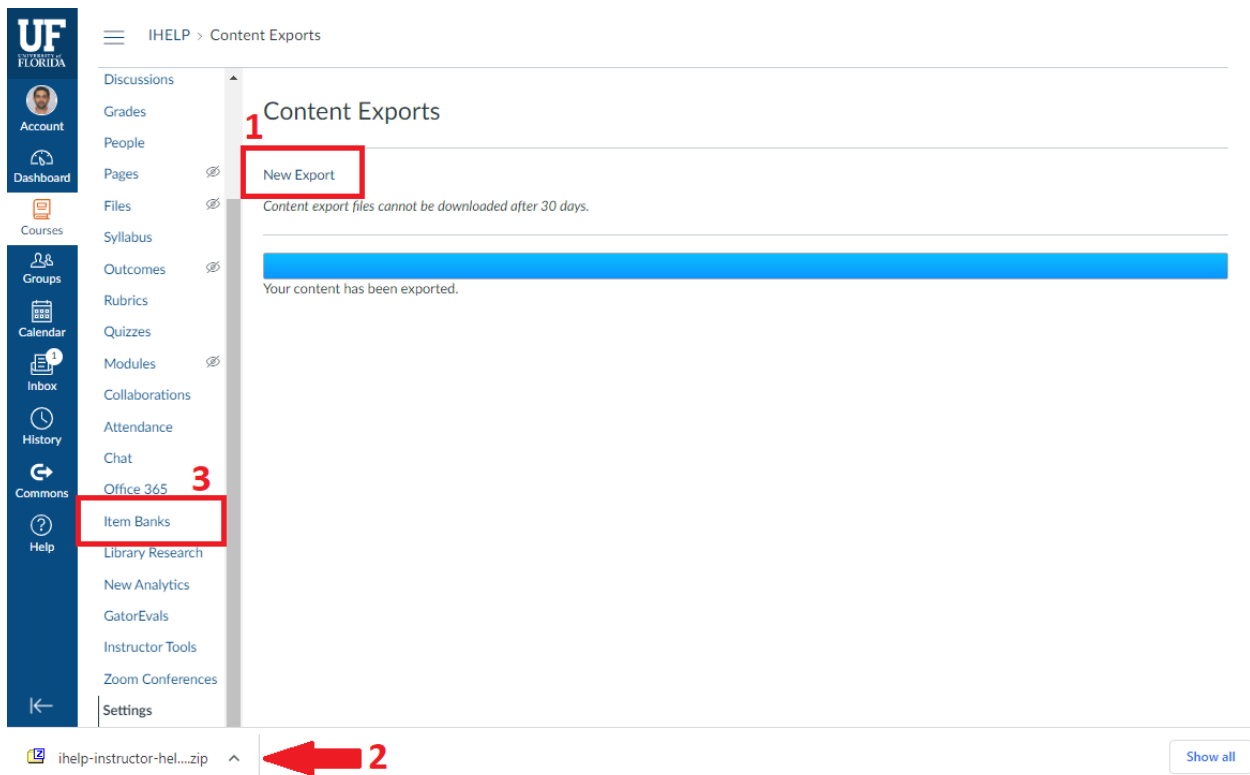 UF
UNIVERSITY of
FLORIDA
IHELP > Content Exports
Account
Dashboard
Courses
Groups
Calendar
1
Inbox
History
Commons
Help
Discussions
Grades
People
Pages
Files
Syllabus
Outcomes
Rubrics
Quizzes
Modules
Collaborations
Attendance
Chat
Office 365
3
Item Banks
Library Research
New Analytics
GatorEvals
Instructor Tools
Zoom Conferences
Settings
Content Exports
1
New Export
Content export files cannot be downloaded after 30 days.
Your content has been exported.
ihelp-instructor-hel....zip
2
Show all